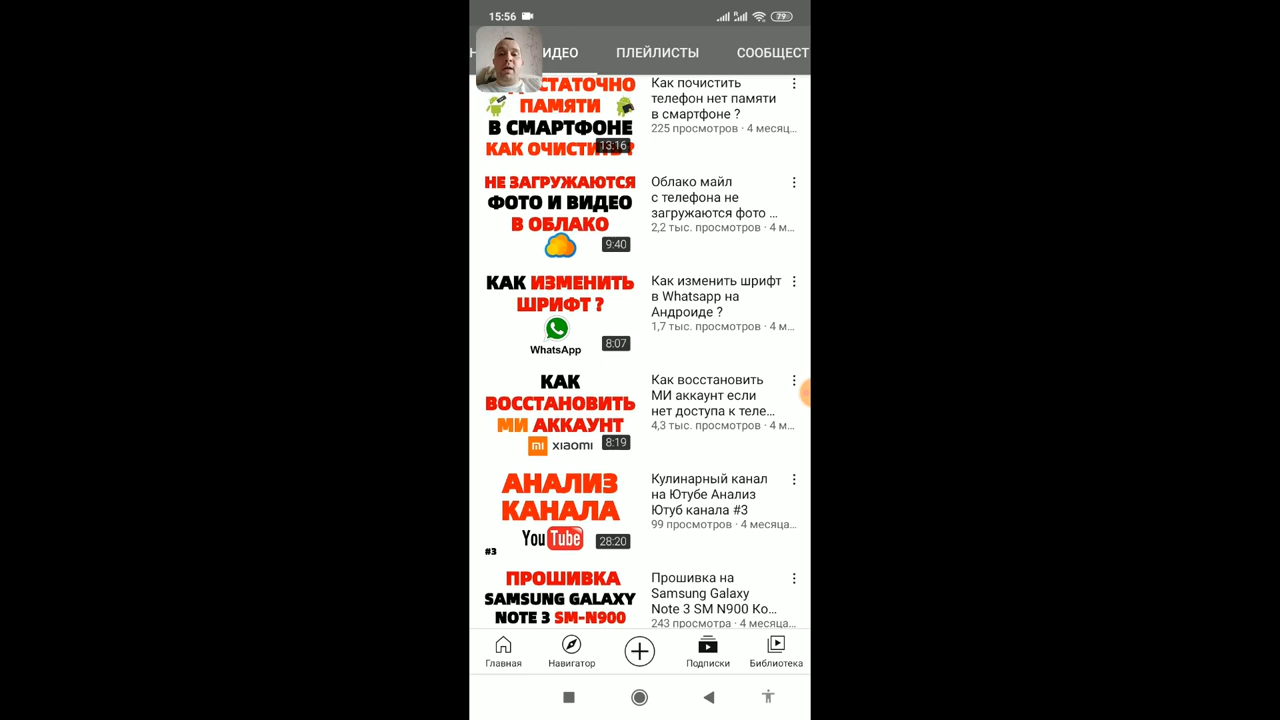 15:56
79
ИДЕО
ПЛЕЙЛИСТЫ
СООБЩЕСТ
СТАТОЧНО
ПАМЯТИ
В СМАРТФОНЕ
КАК ОЧИСТИТЬ?
13:16
Как почистить
телефон нет памяти
в смартфоне ?
225 просмотров · 4 месяц...
НЕ ЗАГРУЖАЮТСЯ
ФОТО И ВИДЕО
В ОБЛАКО
9:40
Облако майл
с телефона не
загружаются фото ...
2,2 тыс. просмотров · 4 м...
КАК ИЗМЕНИТЬ
ШРИФТ ?
WhatsApp
8:07
Как изменить шрифт
в Whatsapp на
Андроиде ?
1,7 тыс. просмотров · 4 м...
КАК
ВОССТАНОВИТЬ
МИ АККАУНТ
mi xiaomi
8:19
Как восстановить
МИ аккаунт если
нет доступа к теле...
4,3 тыс. просмотров · 4 м...
АНАЛИЗ
КАНАЛА
YouTube
#3
28:20
Кулинарный канал
на Ютубе Анализ
Ютуб канала #3
99 просмотров · 4 месяца...
ПРОШИВКА
SAMSUNG GALAXY
NOTE 3 SM-N900
Прошивка на
Samsung Galaxy
Note 3 SM N900 Ко...
243 просмотра · 4 месяца...
Главная
Навигатор
Подписки
Библиотека